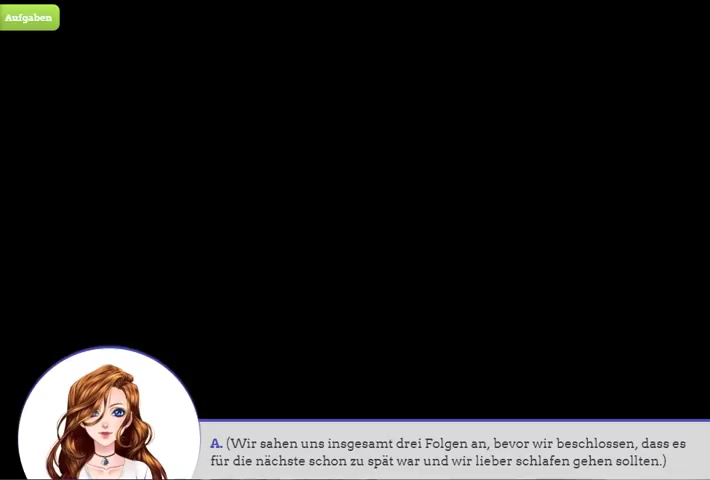 Aufgaben
A. (Wir sahen uns insgesamt drei Folgen an, bevor wir beschlossen, dass es
für die nächste schon zu spät war und wir lieber schlafen gehen sollten.)